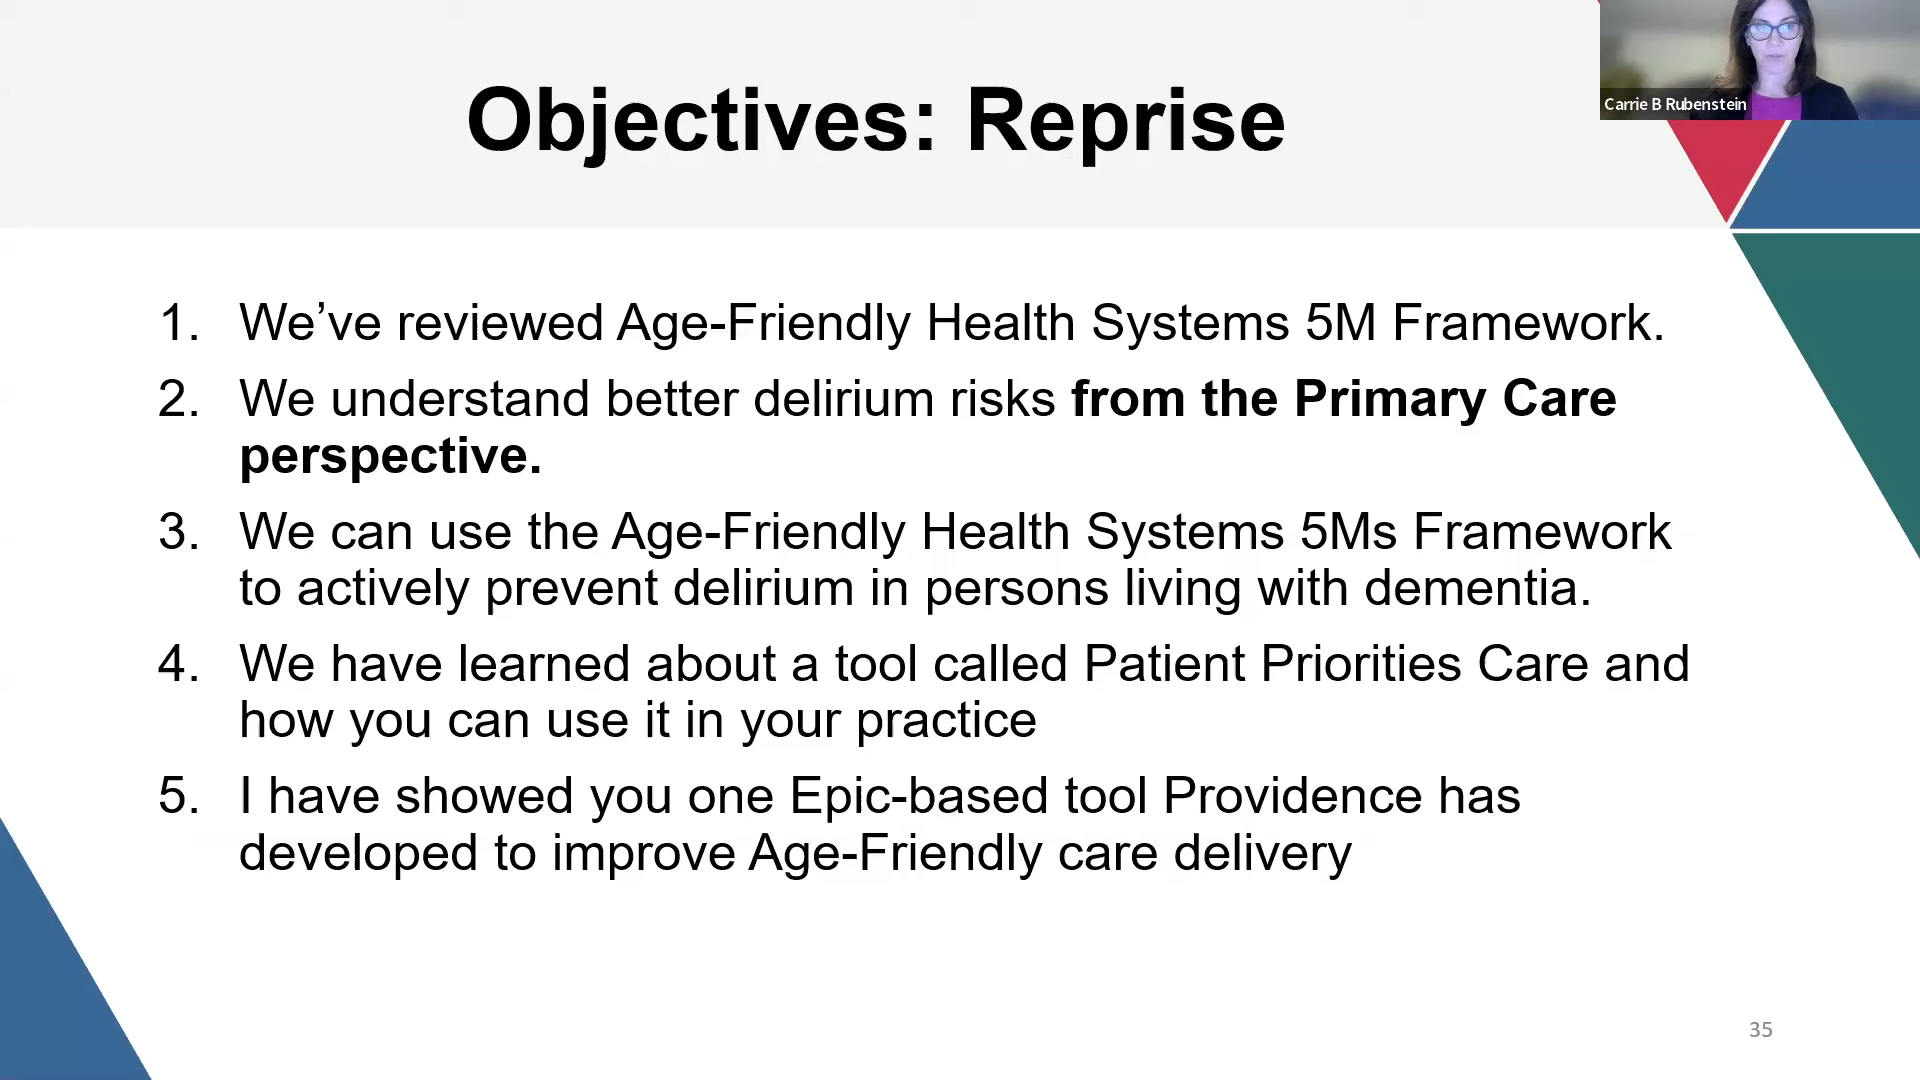 Objectives: Reprise
Carrie B Rubenstein
1. We’ve reviewed Age-Friendly Health Systems 5M Framework.
2. We understand better delirium risks from the Primary Care
perspective.
3. We can use the Age-Friendly Health Systems 5Ms Framework
to actively prevent delirium in persons living with dementia.
4. We have learned about a tool called Patient Priorities Care and
how you can use it in your practice
5. I have showed you one Epic-based tool Providence has
developed to improve Age-Friendly care delivery
35